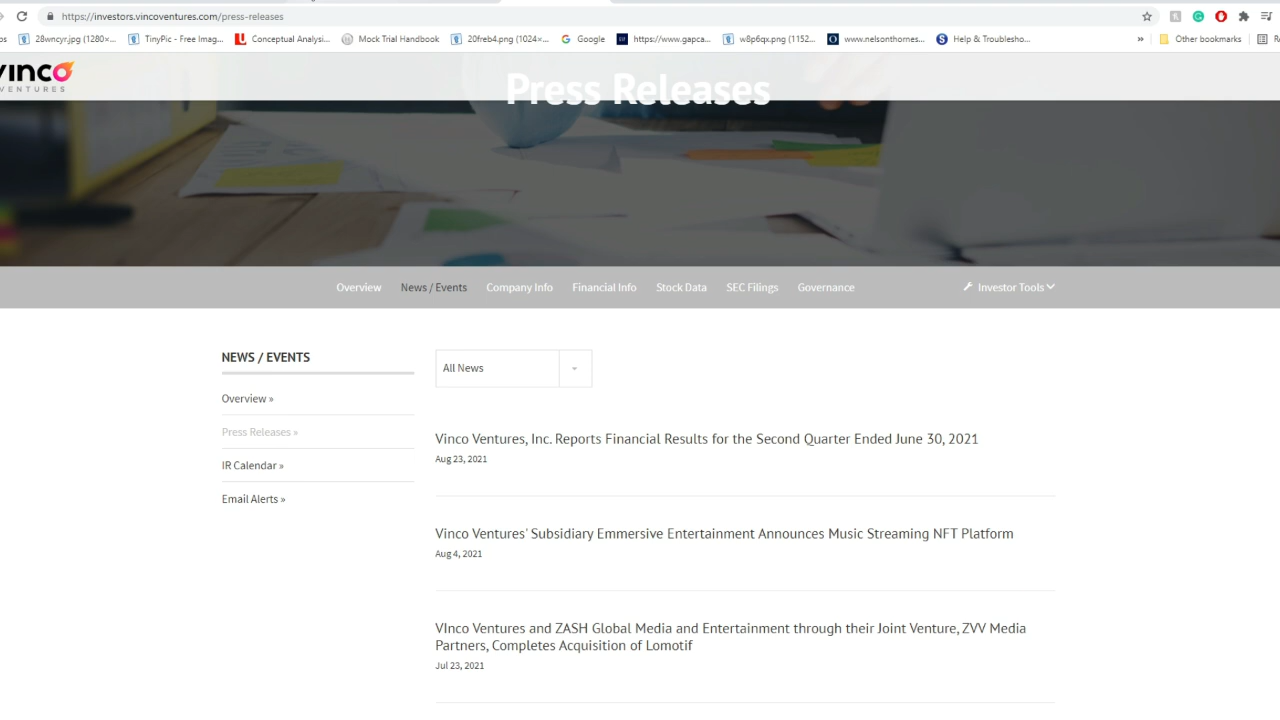 https://investors.vincoventures.com/press-releases
28wncyr.jpg (1280×...
TinyPic - Free Imag...
Conceptual Analysi...
Mock Trial Handbook
20freb4.png (1024×...
Google
https://www.gapca...
w8p6qx.png (1152...
www.nelsonthornes...
Help & Troublesho...
»
Other bookmarks
VENTURES
Press Releases
Overview
News / Events
Company Info
Financial Info
Stock Data
SEC Filings
Governance
Investor Tools
NEWS / EVENTS
Overview »
Press Releases »
IR Calendar »
Email Alerts »
All News
Vinco Ventures, Inc. Reports Financial Results for the Second Quarter Ended June 30, 2021
Aug 23, 2021
Vinco Ventures' Subsidiary Emmersive Entertainment Announces Music Streaming NFT Platform
Aug 4, 2021
VInco Ventures and ZASH Global Media and Entertainment through their Joint Venture, ZVV Media
Partners, Completes Acquisition of Lomotif
Jul 23, 2021